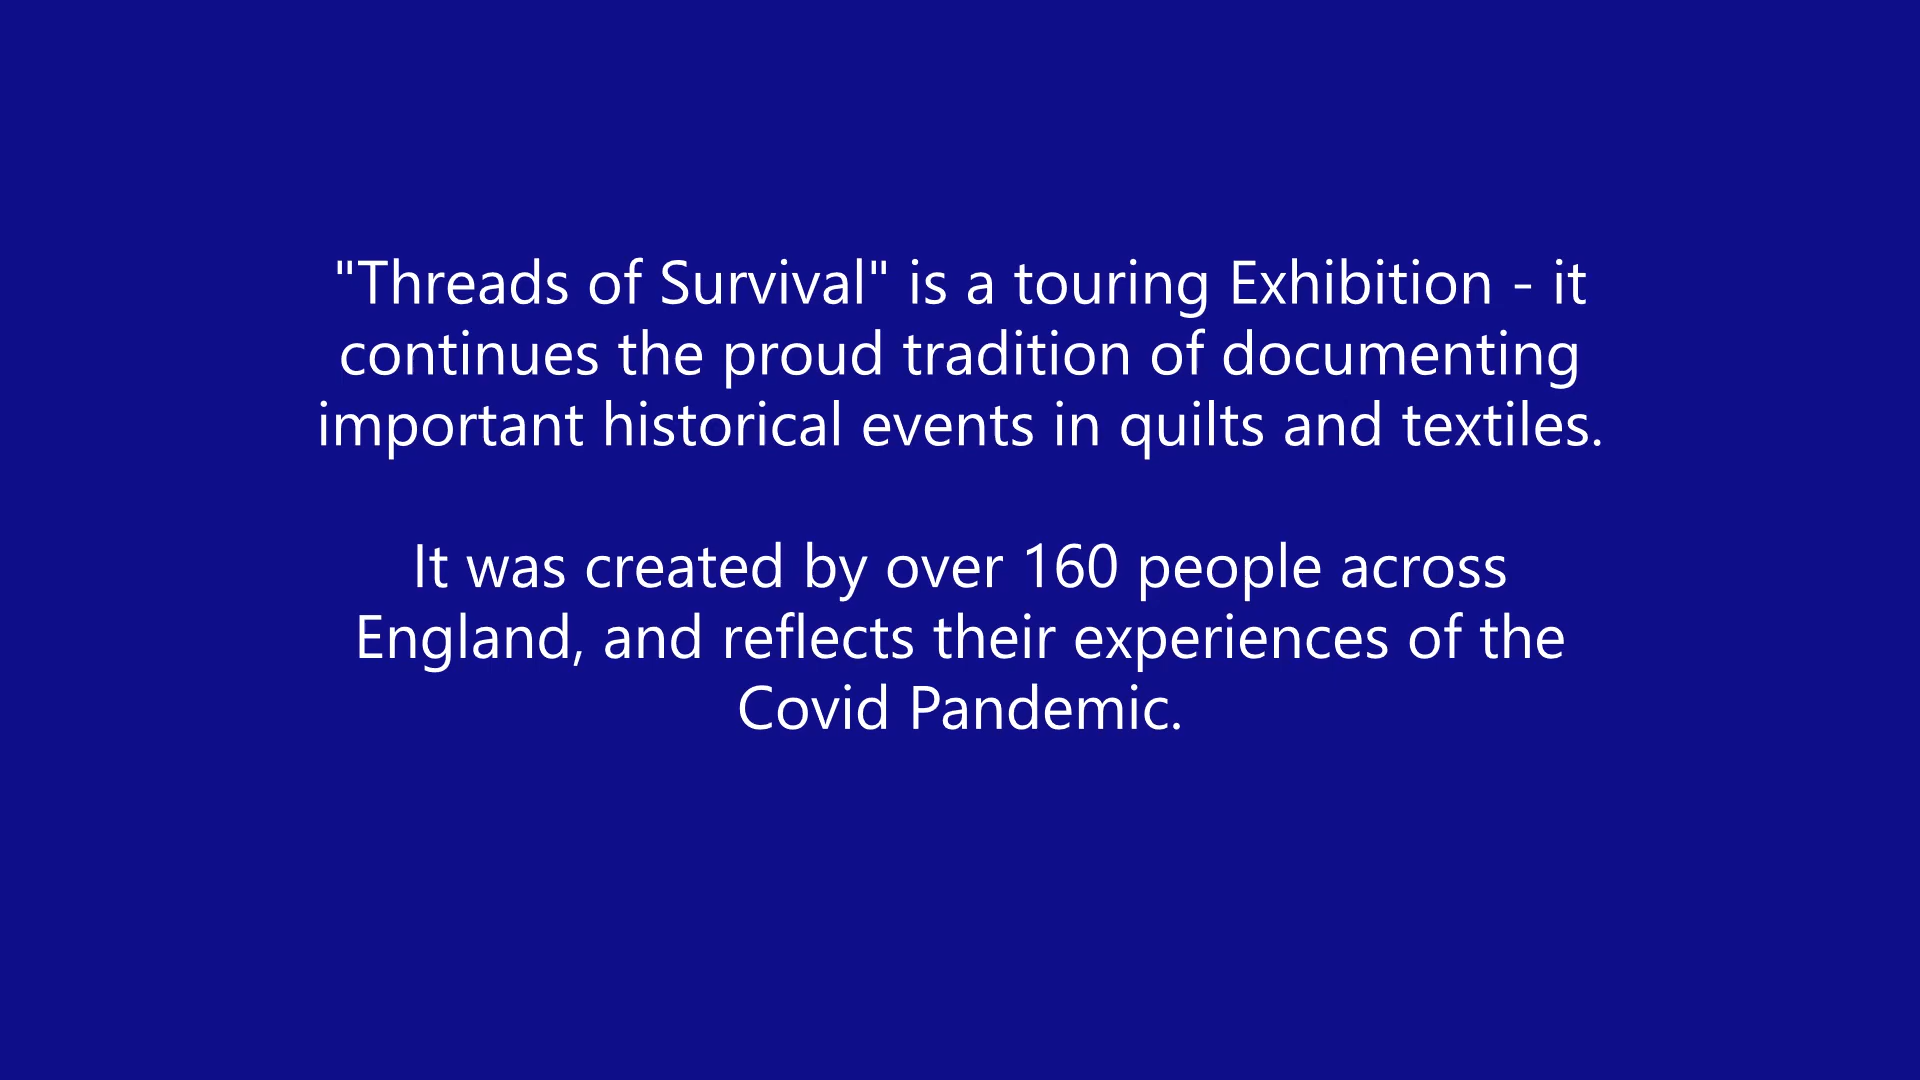 "Threads of Survival" is a touring Exhibition - it
continues the proud tradition of documenting
important historical events in quilts and textiles.
It was created by over 160 people across
England, and reflects their experiences of the
Covid Pandemic.